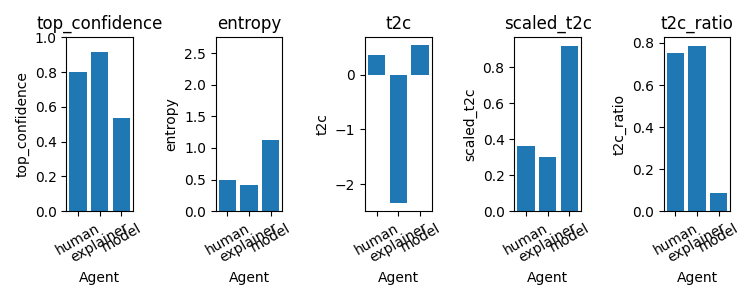 top_confidence
top_confidence
1.0
0.8
0.6
0.4
0.2
0.0
human
explainer
model
Agent
entropy
entropy
2.5
2.0
1.5
1.0
0.5
0.0
human
explainer
model
Agent
t2c
t2c
0
−1
−2
human
explainer
model
Agent
scaled_t2c
scaled_t2c
0.8
0.6
0.4
0.2
0.0
human
explainer
model
Agent
t2c_ratio
t2c_ratio
0.8
0.6
0.4
0.2
0.0
human
explainer
model
Agent